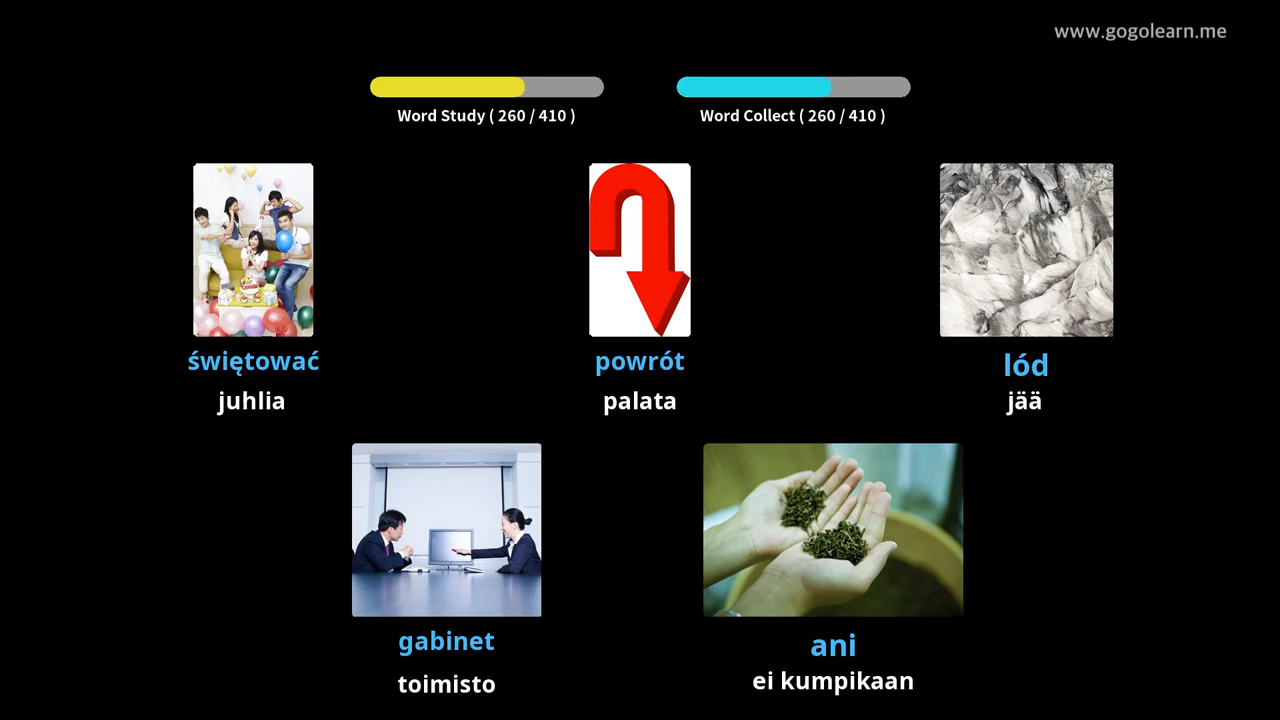 www.gogolearn.me
Word Study ( 260 / 410 )
Word Collect ( 260 / 410 )
świętować
juhlia
powrót
palata
lód
jää
gabinet
toimisto
ani
ei kumpikaan